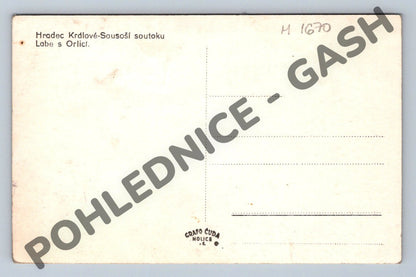 Hradec Králové-Sousoší soutoku
Labe s Orlicí.
M 1670
POHLEDNICE - GASH
GRAFO ČUDA
HOLICE